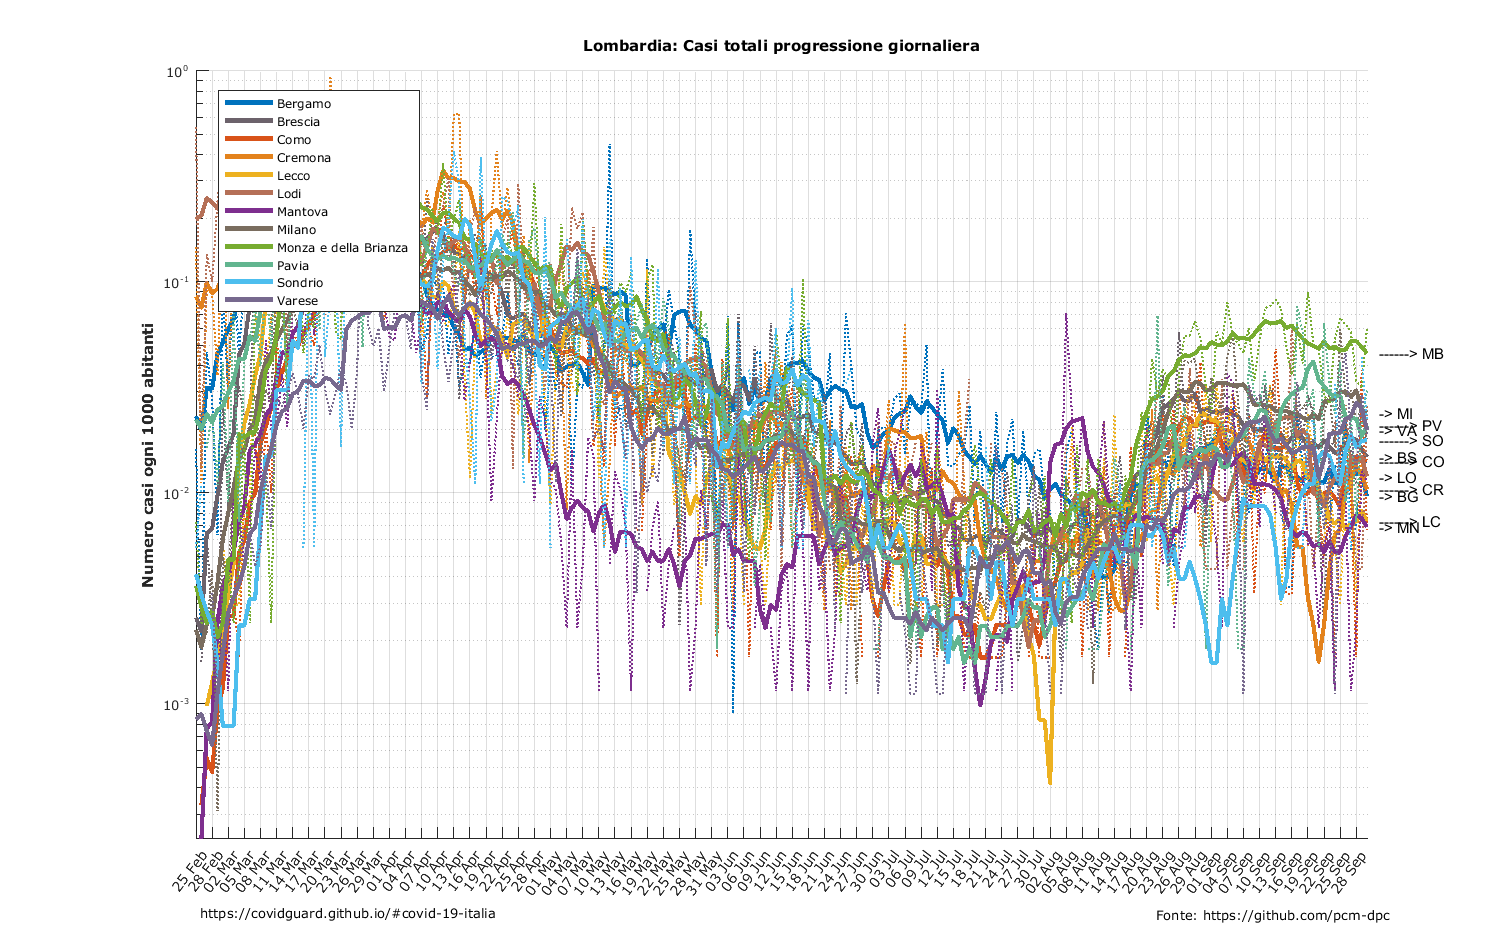 Lombardia: Casi totali progressione giornaliera
Numero casi ogni 1000 abitanti
10⁰
10⁻¹
10⁻²
10⁻³
Bergamo
Brescia
Como
Cremona
Lecco
Lodi
Mantova
Milano
Monza e della Brianza
Pavia
Sondrio
Varese
------> MB
-> MI
------> PV
-> VA
------> SO
-> BS
------> CO
-> LO
------> CR
-> BG
------> LC
-> MN
25 Feb
28 Feb
02 Mar
05 Mar
08 Mar
11 Mar
14 Mar
17 Mar
20 Mar
23 Mar
26 Mar
29 Mar
01 Apr
04 Apr
07 Apr
10 Apr
13 Apr
16 Apr
19 Apr
22 Apr
25 Apr
28 Apr
01 May
04 May
07 May
10 May
13 May
16 May
19 May
22 May
25 May
28 May
31 May
03 Jun
06 Jun
09 Jun
12 Jun
15 Jun
18 Jun
21 Jun
24 Jun
27 Jun
30 Jun
03 Jul
06 Jul
09 Jul
12 Jul
15 Jul
18 Jul
21 Jul
24 Jul
27 Jul
30 Jul
02 Aug
05 Aug
08 Aug
11 Aug
14 Aug
17 Aug
20 Aug
23 Aug
26 Aug
29 Aug
01 Sep
04 Sep
07 Sep
10 Sep
13 Sep
16 Sep
19 Sep
22 Sep
25 Sep
28 Sep
https://covidguard.github.io/#covid-19-italia
Fonte: https://github.com/pcm-dpc